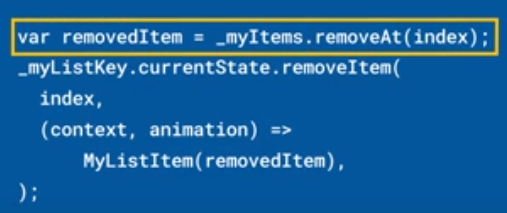 var removedItem = _myItems.removeAt(index);
_myListKey.currentState.removeItem(
  index,
  (context, animation) =>
      MyListItem(removedItem),
);